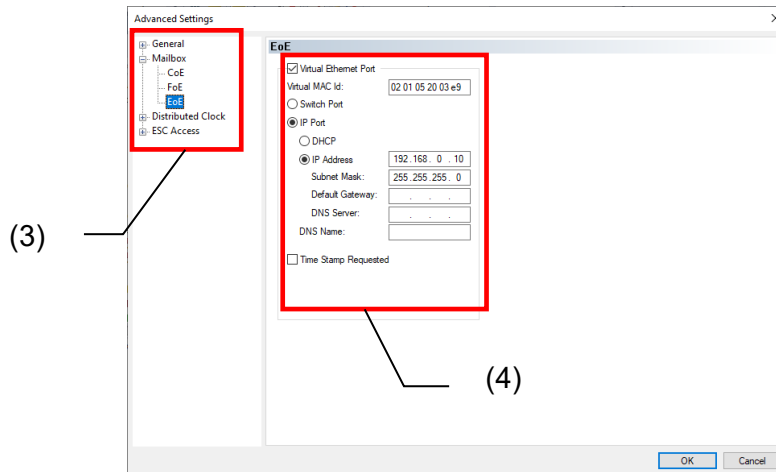 Advanced Settings
General
Mailbox
CoE
FoE
EoE
Distributed Clock
ESC Access
EoE
Virtual Ethernet Port
Virtual MAC Id: 02 01 05 20 03 e9
Switch Port
IP Port
DHCP
IP Address 192.168. 0 . 10
Subnet Mask: 255.255.255. 0
Default Gateway: . . .
DNS Server: . . .
DNS Name:
Time Stamp Requested
(3)
(4)
OK Cancel